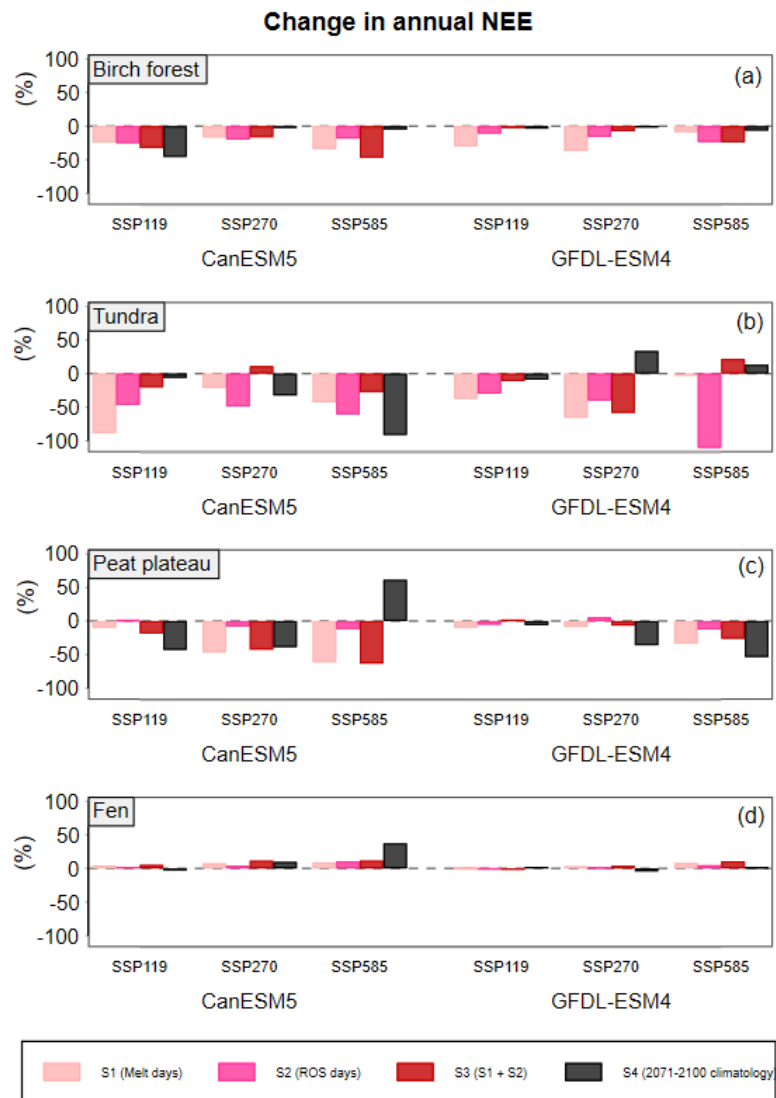 Change in annual NEE
Birch forest
(a)
(%)
100
50
0
-50
-100
SSP119 SSP270 SSP585 SSP119 SSP270 SSP585
CanESM5 GFDL-ESM4
Tundra
(b)
(%)
100
50
0
-50
-100
SSP119 SSP270 SSP585 SSP119 SSP270 SSP585
CanESM5 GFDL-ESM4
Peat plateau
(c)
(%)
100
50
0
-50
-100
SSP119 SSP270 SSP585 SSP119 SSP270 SSP585
CanESM5 GFDL-ESM4
Fen
(d)
(%)
100
50
0
-50
-100
SSP119 SSP270 SSP585 SSP119 SSP270 SSP585
CanESM5 GFDL-ESM4
S1 (Melt days) S2 (ROS days) S3 (S1 + S2) S4 (2071-2100 climatology)